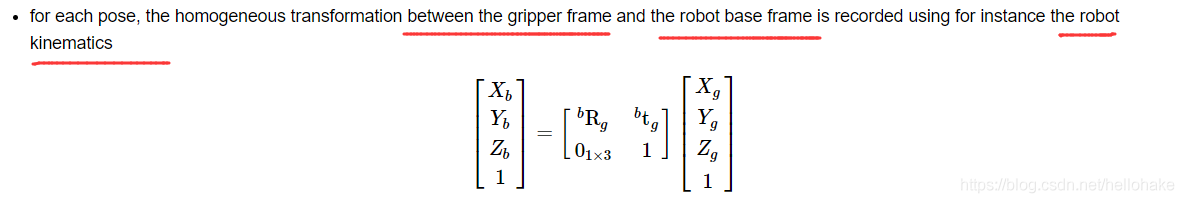 • for each pose, the homogeneous transformation between the gripper frame and the robot base frame is recorded using for instance the robot
kinematics
[X_b Y_b Z_b 1] = [^bR_g ^bt_g 0_{1×3} 1] [X_g Y_g Z_g 1]
https://blog.csdn.net/hellohake